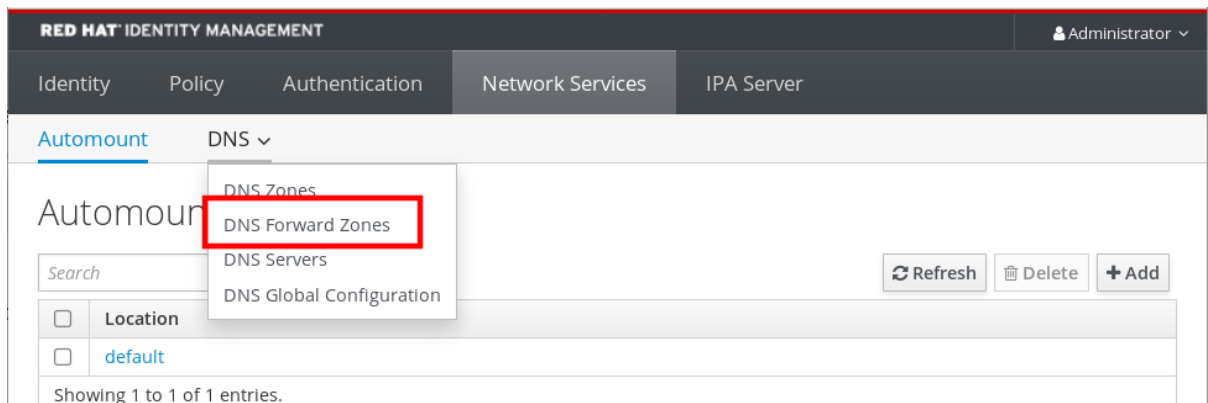 RED HAT® IDENTITY MANAGEMENT
Administrator
Identity Policy Authentication Network Services IPA Server
Automount DNS
DNS Zones
DNS Forward Zones
DNS Servers
DNS Global Configuration
Automoun
Search
Refresh Delete Add
Location
default
Showing 1 to 1 of 1 entries.